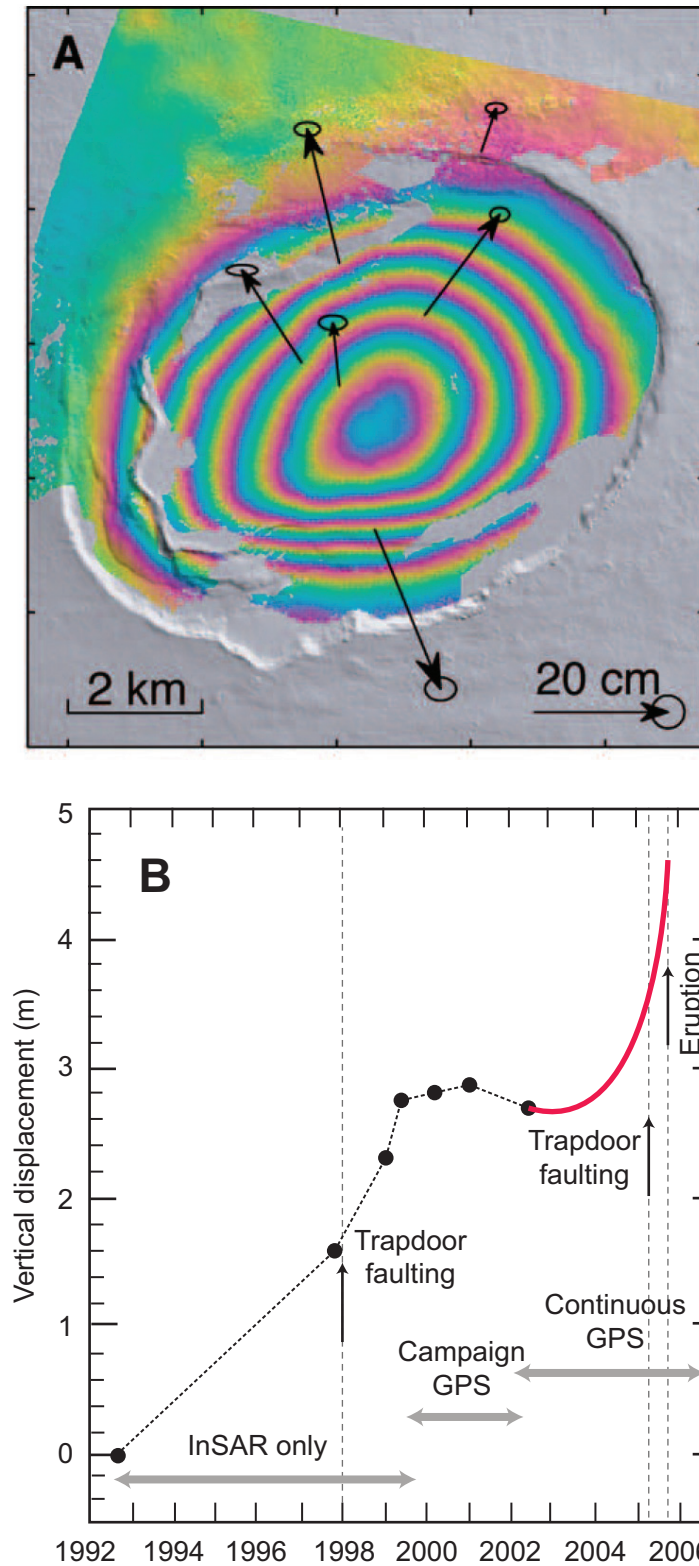 A
2 km
20 cm
B
5
4
3
2
1
0
Vertical displacement (m)
Trapdoor
faulting
Trapdoor
faulting
Eruption
Continuous
GPS
Campaign
GPS
InSAR only
1992 1994 1996 1998 2000 2002 2004 2006